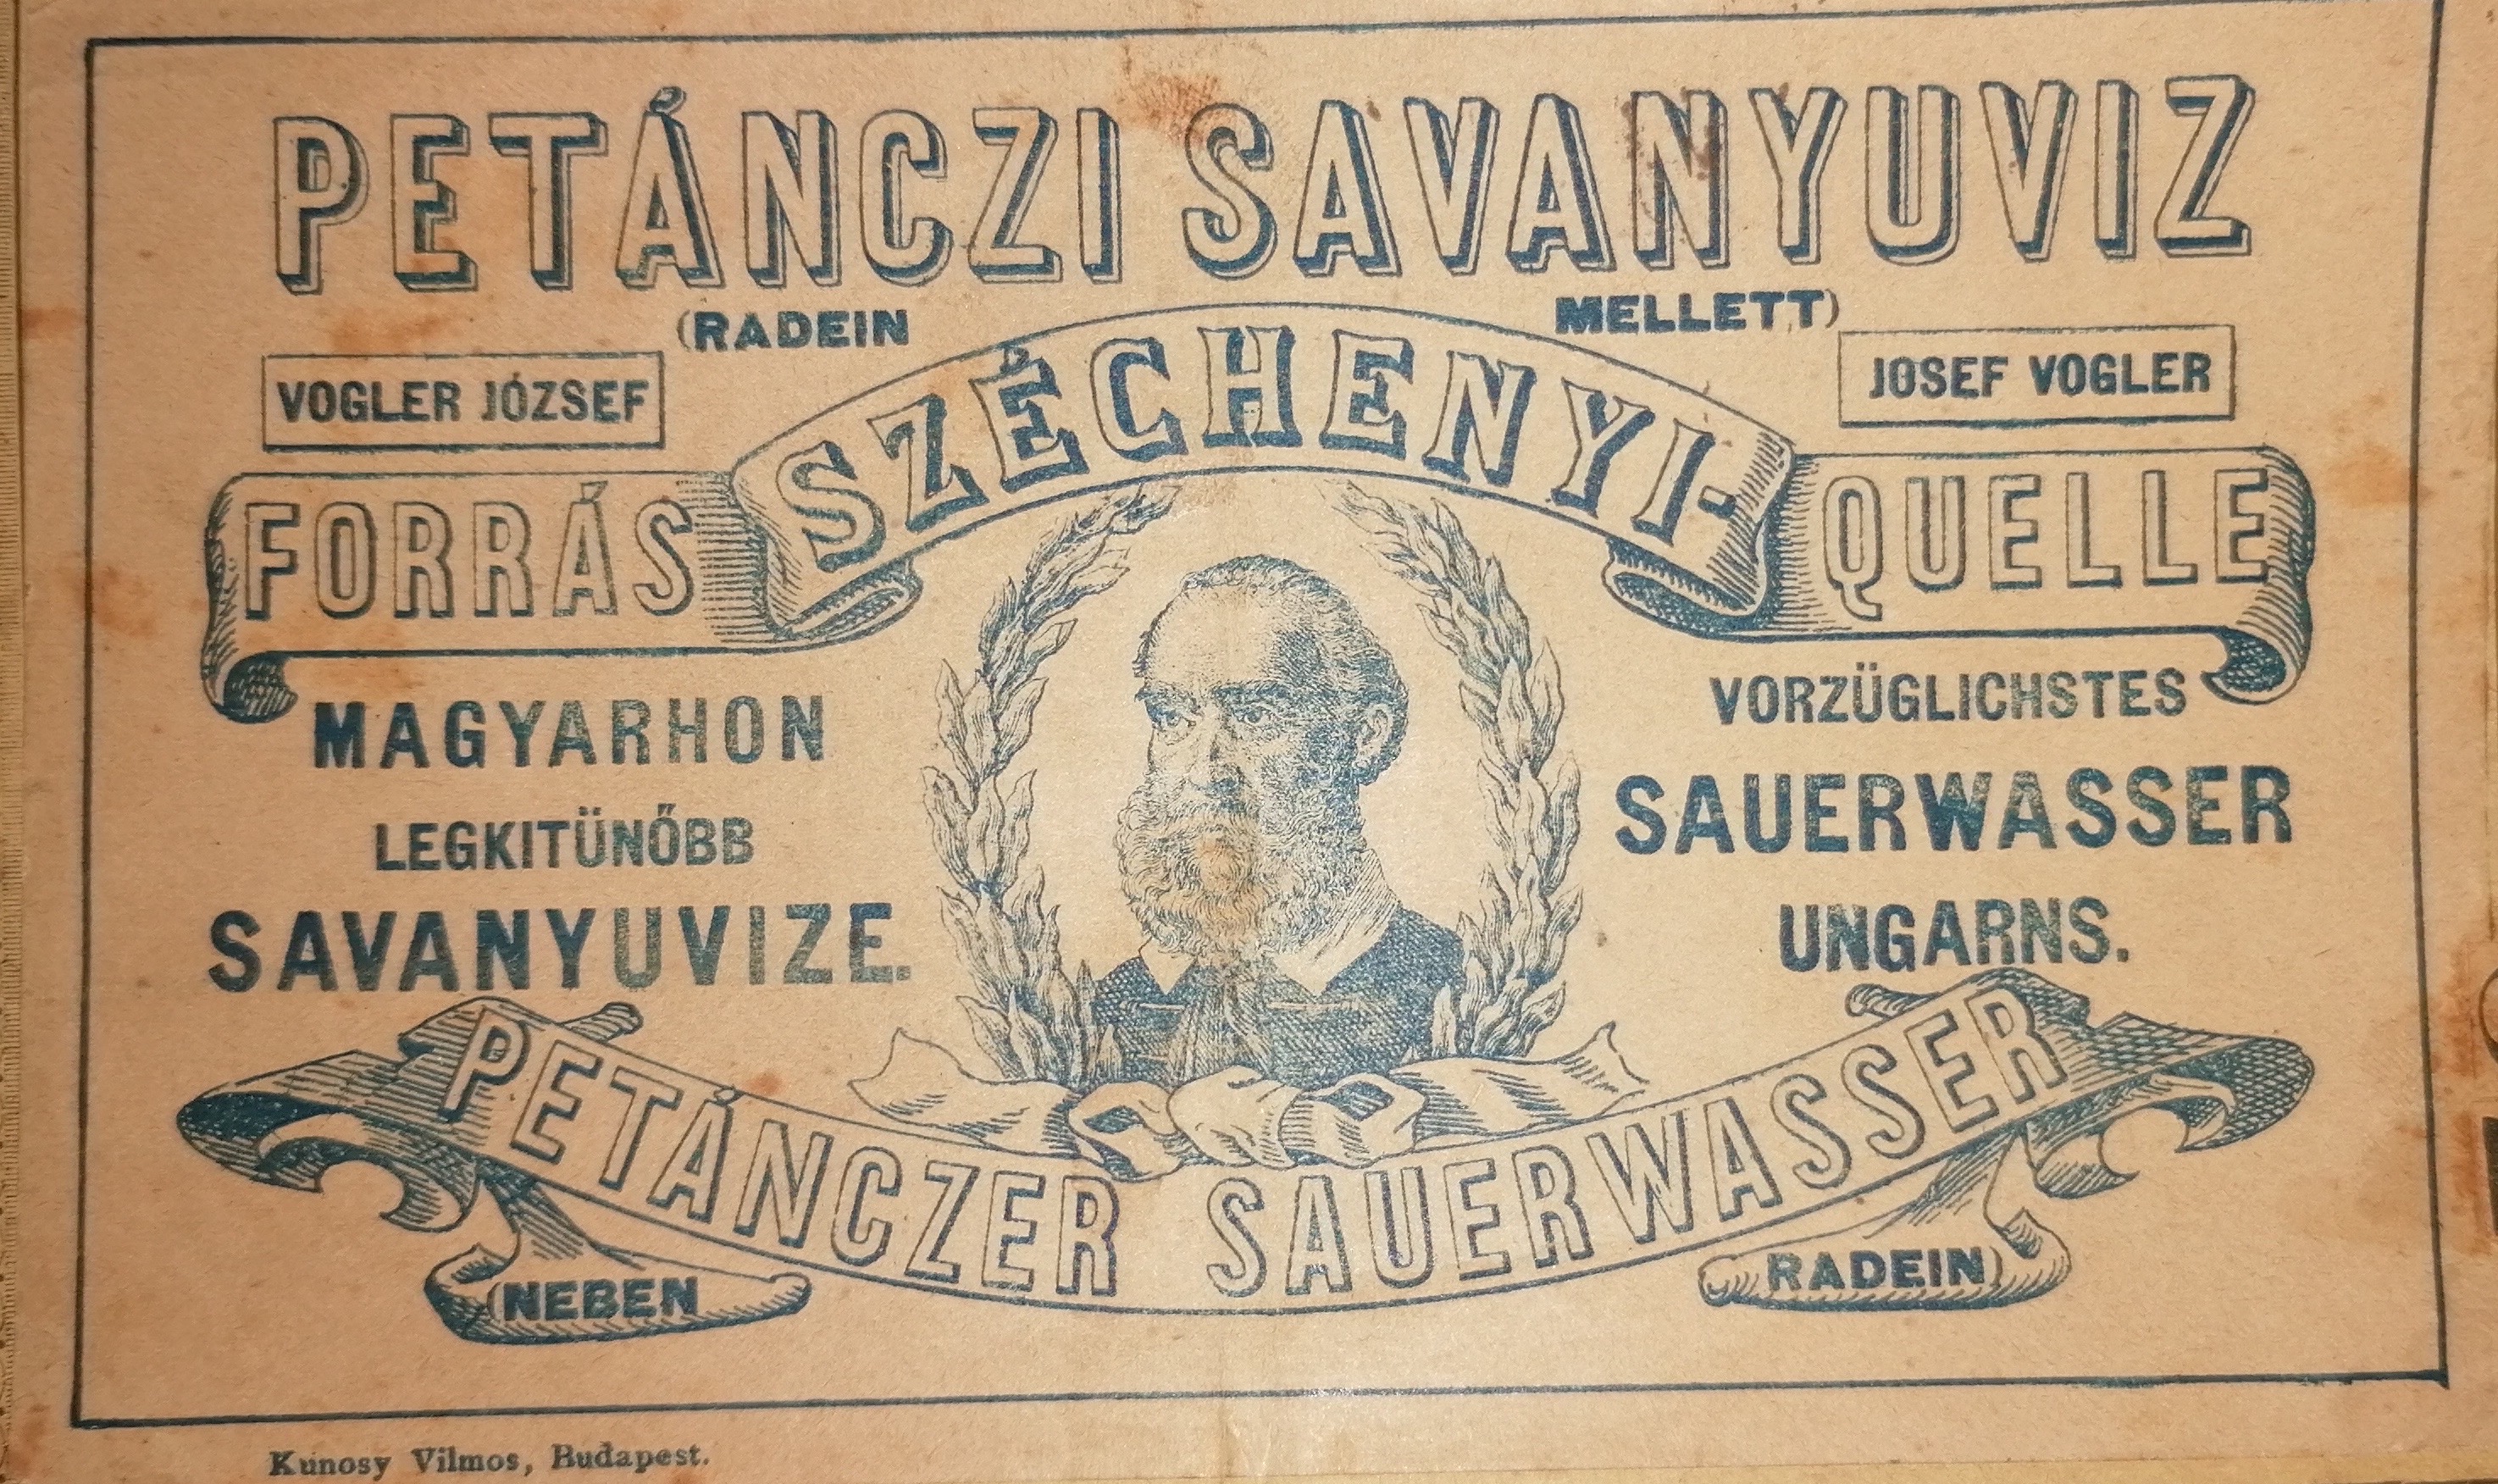 PETÁNCZI SAVANYUVIZ
(RADEIN MELLETT)
VOGLER JÓZSEF
JOSEF VOGLER
FORRÁS SZÉCHENYI- QUELLE
MAGYARHON
LEGKITÜNŐBB
SAVANYUVIZE.
VORZÜGLICHSTES
SAUERWASSER
UNGARNS.
PETÁNCZER SAUERWASSER
(NEBEN RADEIN)
Kunosy Vilmos, Budapest.